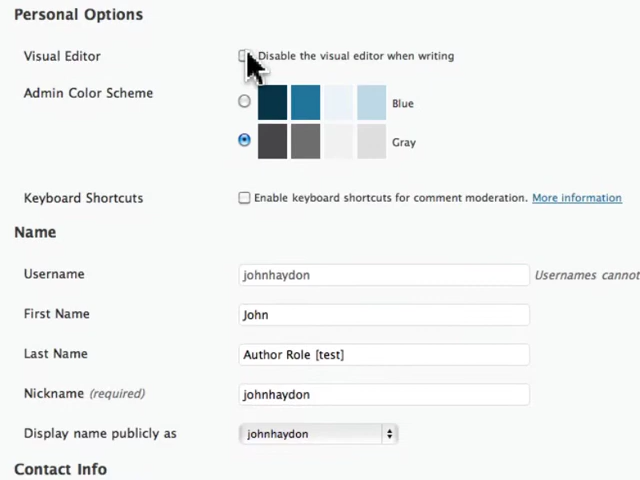 Personal Options
Visual Editor
Disable the visual editor when writing
Admin Color Scheme
Blue
Gray
Keyboard Shortcuts
Enable keyboard shortcuts for comment moderation. More information
Name
Username
johnhaydon
Usernames cannot
First Name
John
Last Name
Author Role [test]
Nickname (required)
johnhaydon
Display name publicly as
johnhaydon
Contact Info